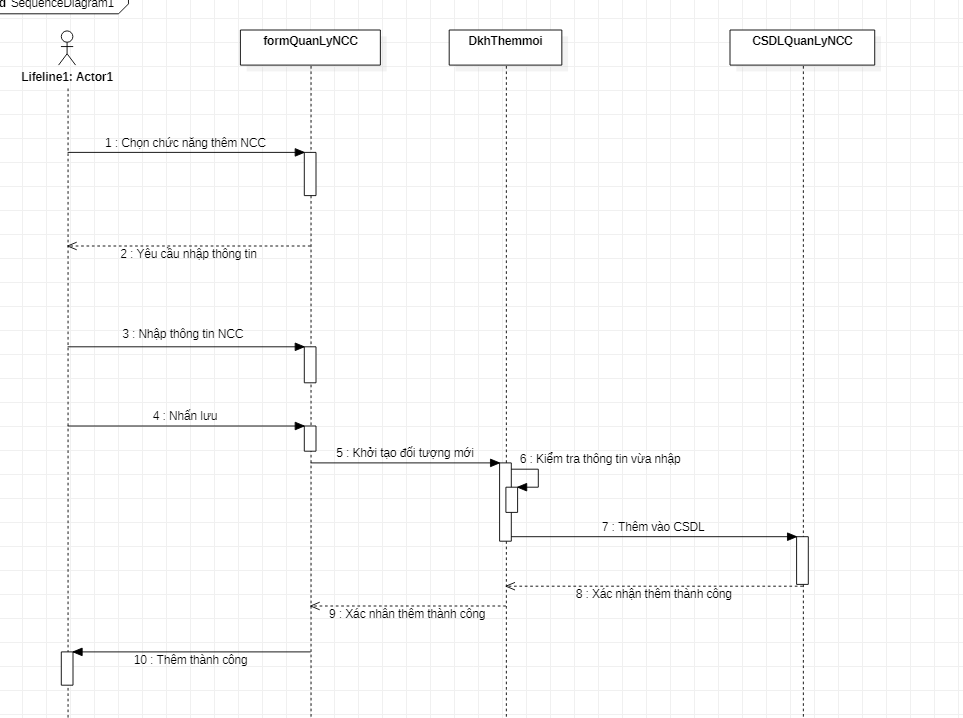 d SequenceDiagram1
Lifeline1: Actor1
formQuanLyNCC
DkhThemmoi
CSDLQuanLyNCC
1 : Chọn chức năng thêm NCC
2 : Yêu cầu nhập thông tin
3 : Nhập thông tin NCC
4 : Nhấn lưu
5 : Khởi tạo đối tượng mới
6 : Kiểm tra thông tin vừa nhập
7 : Thêm vào CSDL
8 : Xác nhận thêm thành công
9 : Xác nhân thêm thành công
10 : Thêm thành công